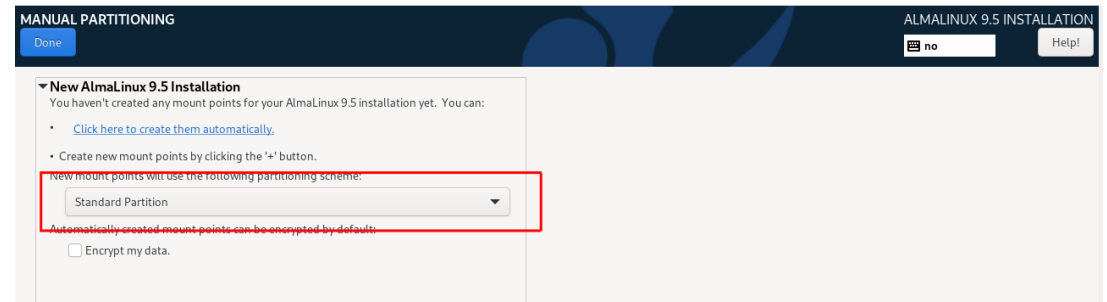 MANUAL PARTITIONING
ALMALINUX 9.5 INSTALLATION
Done
no
Help!
New AlmaLinux 9.5 Installation
You haven't created any mount points for your AlmaLinux 9.5 installation yet. You can:
• Click here to create them automatically.
• Create new mount points by clicking the '+' button.
New mount points will use the following partitioning scheme:
Standard Partition
Automatically created mount points can be encrypted by default:
Encrypt my data.